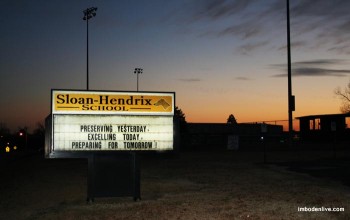 Sloan-Hendrix
SCHOOL
PRESERVING YESTERDAY.
EXCELLING TODAY.
PREPARING FOR TOMORROW!
imbodenlive.com